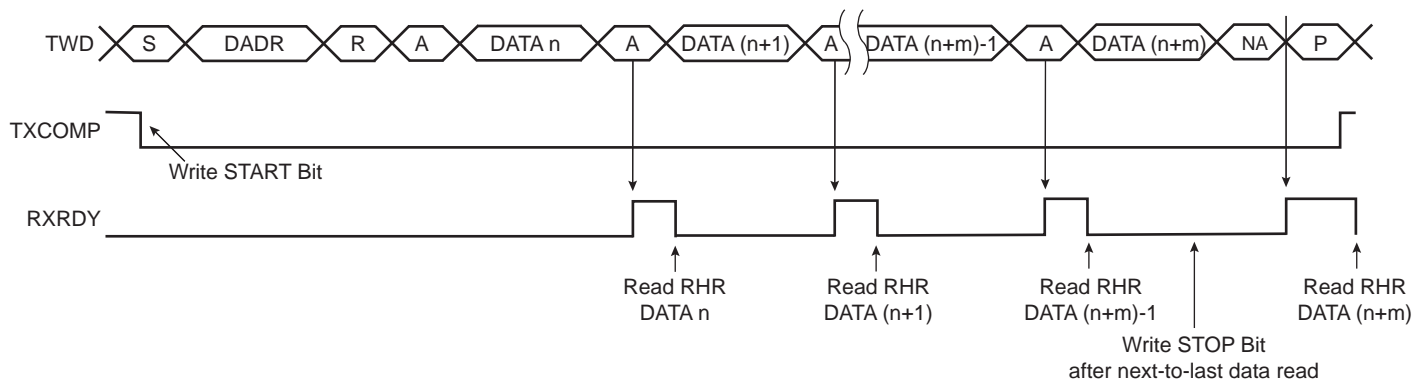 TWD S DADR R A DATA n A DATA (n+1) A DATA (n+m)-1 A DATA (n+m) NA P
TXCOMP
Write START Bit
RXRDY
Read RHR Read RHR Read RHR Read RHR
DATA n DATA (n+1) DATA (n+m)-1 DATA (n+m)
Write STOP Bit
after next-to-last data read